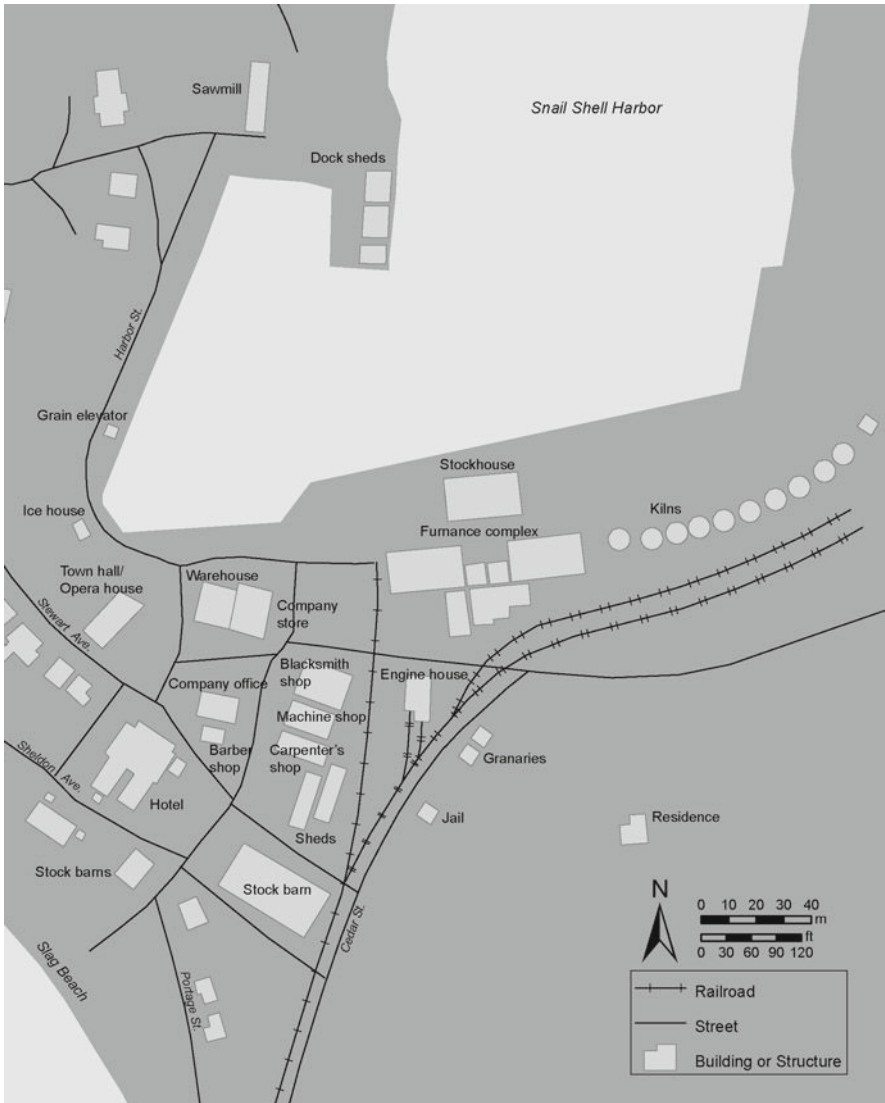 Sawmill
Snail Shell Harbor
Dock sheds
Harbor St.
Grain elevator
Stockhouse
Ice house
Kilns
Furnance complex
Town hall/
Opera house
Warehouse
Company
store
Stewart Ave.
Blacksmith
shop
Engine house
Company office
Machine shop
Barber
shop
Carpenter's
shop
Granaries
Sheldon Ave.
Hotel
Jail
Residence
Sheds
Stock barns
Stock barn
Cedar St.
Slag Beach
Portage St.
N
0 10 20 30 40
m
ft
0 30 60 90 120
Railroad
Street
Building or Structure